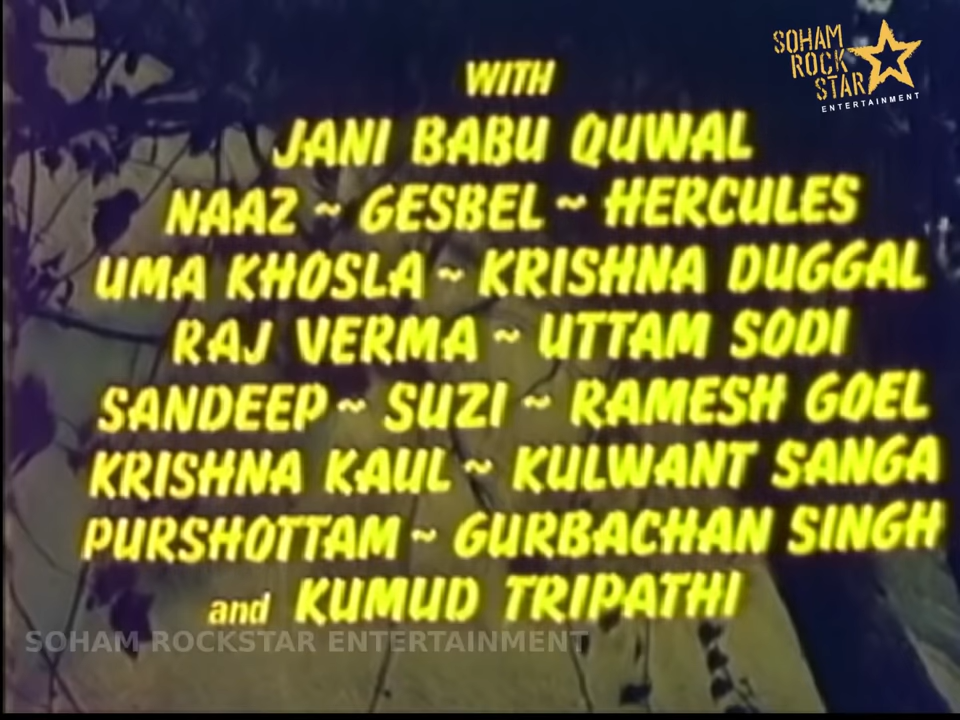 SOHAM
ROCK
STAR
ENTERTAINMENT
WITH
JANI BABU QUWAL
NAAZ ~ GESBEL ~ HERCULES
UMA KHOSLA ~ KRISHNA DUGGAL
RAJ VERMA ~ UTTAM SODI
SANDEEP ~ SUZI ~ RAMESH GOEL
KRISHNA KAUL ~ KULWANT SANGA
PURSHOTTAM ~ GURBACHAN SINGH
and KUMUD TRIPATHI
SOHAM ROCKSTAR ENTERTAINMENT